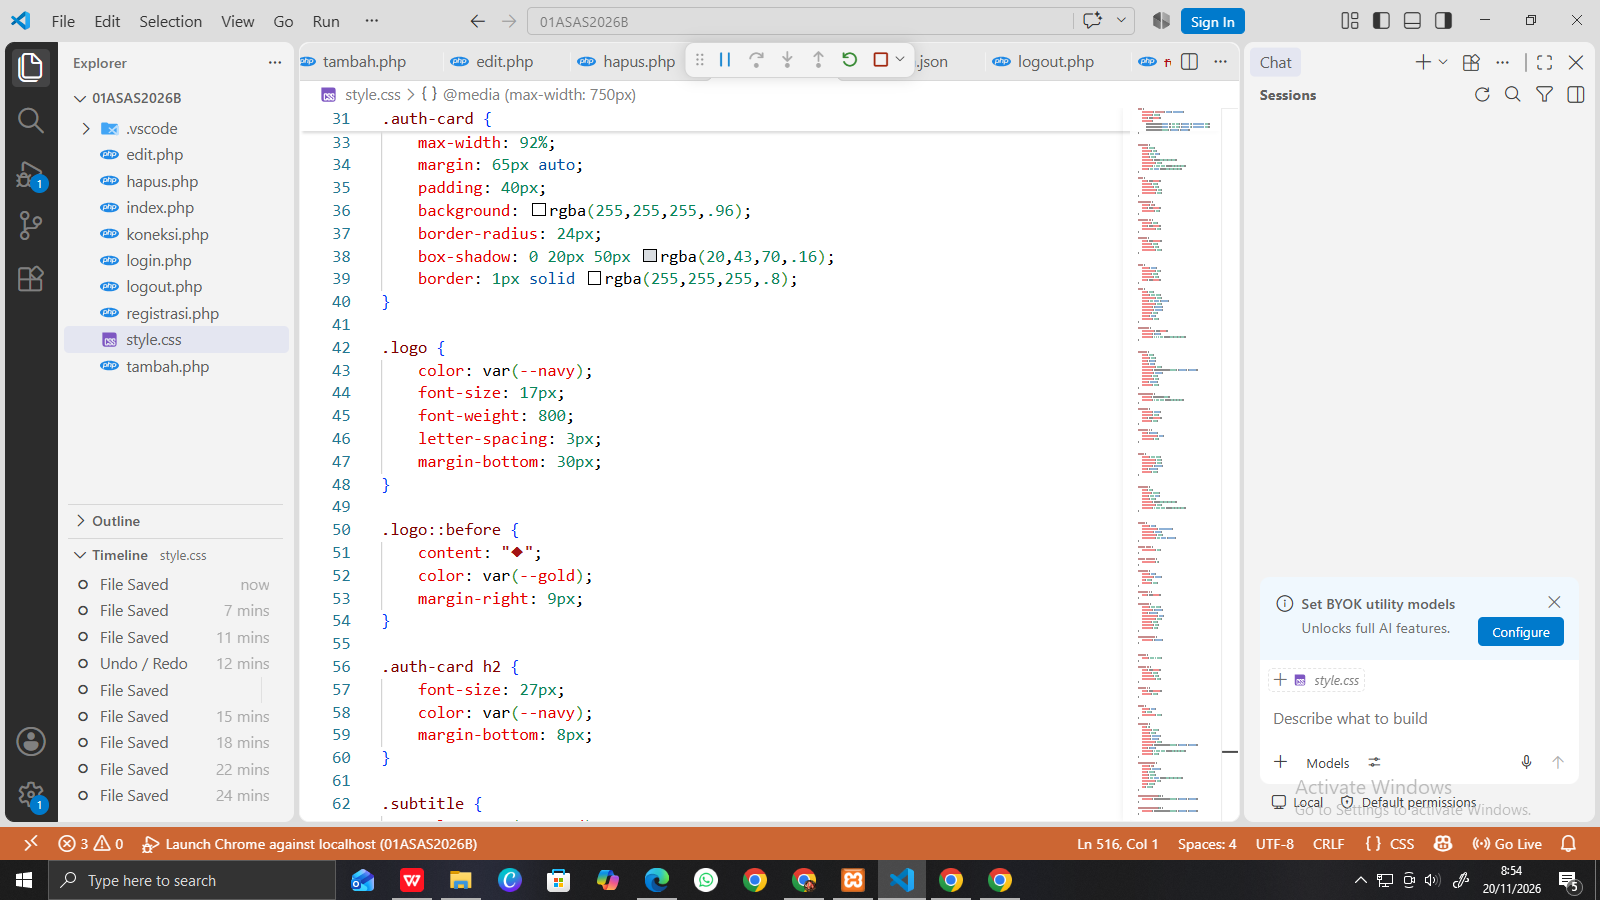 File Edit Selection View Go Run ··· 01ASAS2026B Sign In
Explorer ···
01ASAS2026B
.vscode
edit.php
hapus.php
index.php
koneksi.php
login.php
logout.php
registrasi.php
style.css
tambah.php
Outline
Timeline style.css
File Saved now
File Saved 7 mins
File Saved 11 mins
Undo / Redo 12 mins
File Saved
File Saved 15 mins
File Saved 18 mins
File Saved 22 mins
File Saved 24 mins
tambah.php edit.php hapus.php .json logout.php
style.css > { } @media (max-width: 750px)
31 .auth-card {
33 max-width: 92%;
34 margin: 65px auto;
35 padding: 40px;
36 background: rgba(255,255,255,.96);
37 border-radius: 24px;
38 box-shadow: 0 20px 50px rgba(20,43,70,.16);
39 border: 1px solid rgba(255,255,255,.8);
40 }
41
42 .logo {
43 color: var(--navy);
44 font-size: 17px;
45 font-weight: 800;
46 letter-spacing: 3px;
47 margin-bottom: 30px;
48 }
49
50 .logo::before {
51 content: "◆";
52 color: var(--gold);
53 margin-right: 9px;
54 }
55
56 .auth-card h2 {
57 font-size: 27px;
58 color: var(--navy);
59 margin-bottom: 8px;
60 }
61
62 .subtitle {
Chat
Sessions
Set BYOK utility models
Unlocks full AI features.
Configure
style.css
Describe what to build
Models
Activate Windows
Go to Settings to activate Windows.
Local Default permissions
1
1
3 0 Launch Chrome against localhost (01ASAS2026B) Ln 516, Col 1 Spaces: 4 UTF-8 CRLF { } CSS Go Live
Type here to search
8:54
20/11/2026
5